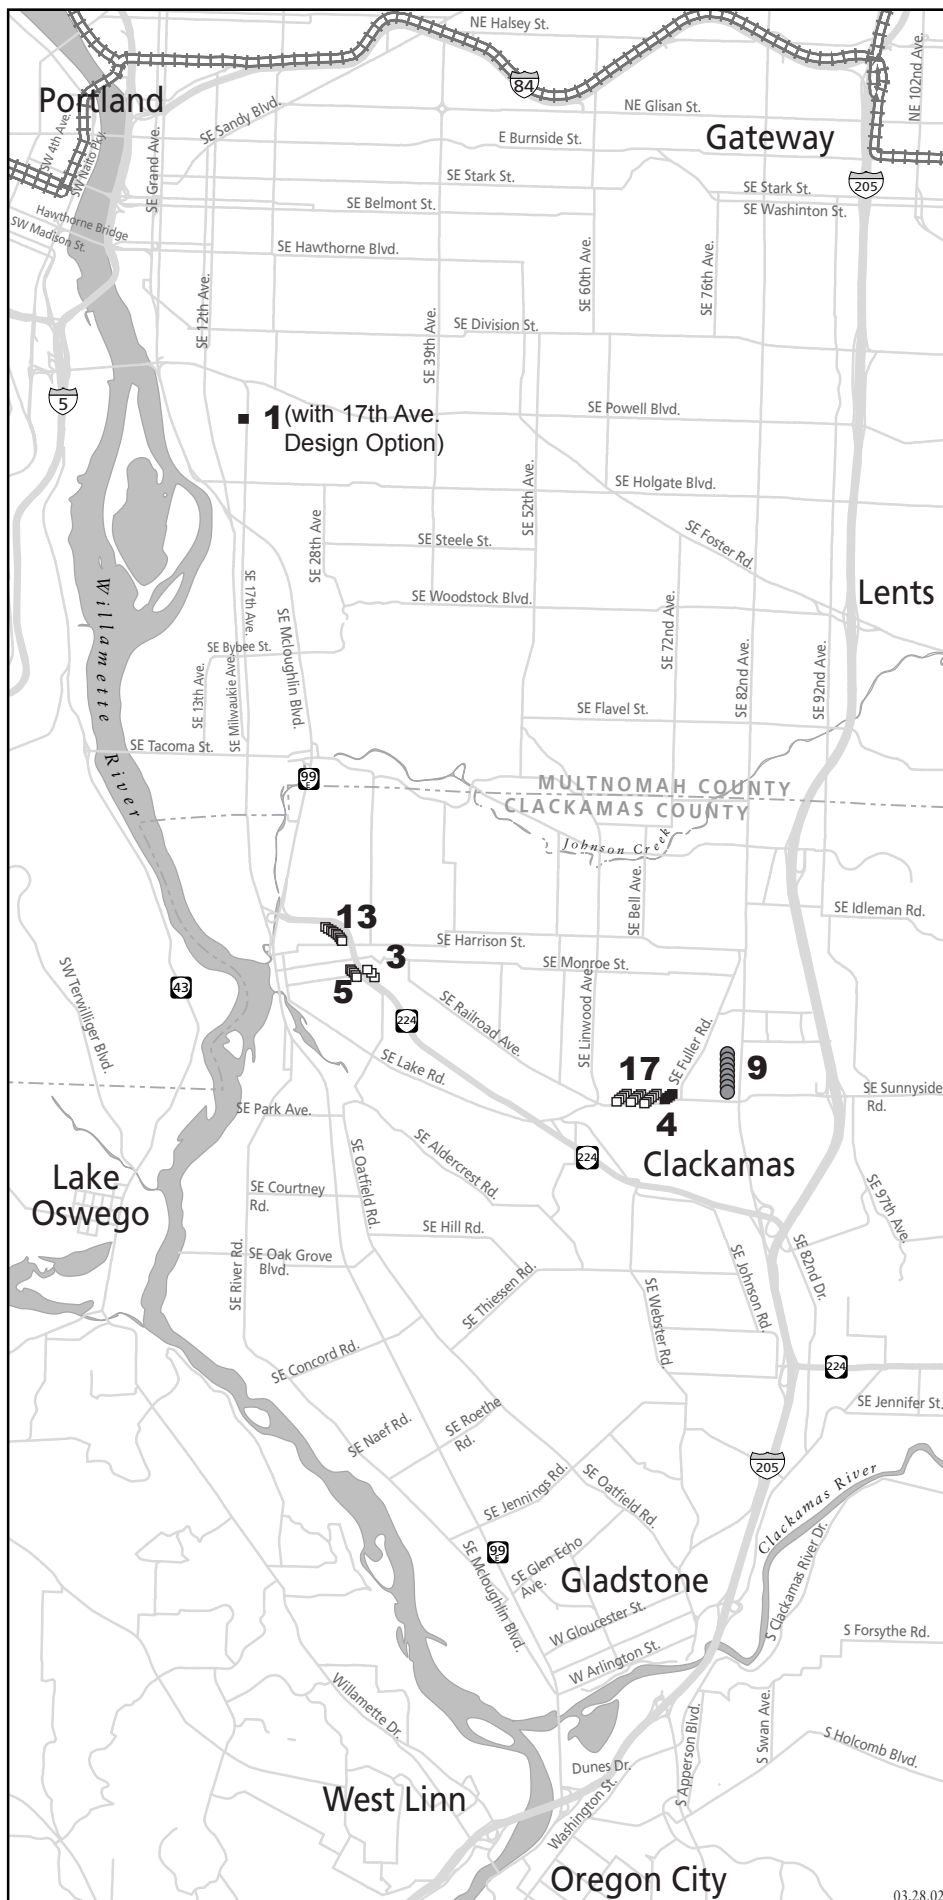 NE Halsey St.
NE 102nd Ave.
84
Portland
SE Sandy Blvd.
NE Glisan St.
Gateway
SW 4th Ave.
SW Naito Pky.
SE Grand Ave.
E Burnside St.
SE Stark St.
SE Stark St.
205
SE Belmont St.
SE Washinton St.
Hawthorne Bridge
SW Madison St.
SE Hawthorne Blvd.
SE 60th Ave.
SE 76th Ave.
SE 12th Ave.
SE 39th Ave.
SE Division St.
5
1 (with 17th Ave.
Design Option)
SE Powell Blvd.
SE Holgate Blvd.
SE 52th Ave.
SE 28th Ave
SE Steele St.
SE Foster Rd.
Lents
SE Woodstock Blvd.
SE 17th Ave.
SE Mcloughlin Blvd.
SE 72nd Ave.
SE 82nd Ave.
SE 92nd Ave.
Willamette River
SE Bybee St.
SE 13th Ave.
SE Milwaukie Ave.
SE Flavel St.
SE Tacoma St.
99
E
MULTNOMAH COUNTY
CLACKAMAS COUNTY
Johnson Creek
SE Bell Ave.
SE Idleman Rd.
13
SE Harrison St.
3
SE Monroe St.
5
SW Terwilliger Blvd.
43
224
SE Railroad Ave.
SE Linwood Ave.
SE Fuller Rd.
SE Lake Rd.
17
9
SE Sunnyside
Rd.
4
SE Park Ave.
SE Aldercrest Rd.
224
Clackamas
Lake
Oswego
SE Courtney
Rd.
SE Oatfield Rd.
SE Hill Rd.
SE 97th Ave.
SE Oak Grove
Blvd.
SE River Rd.
SE Thiessen Rd.
SE Webster Rd.
SE Johnson Rd.
SE 82nd Dr.
SE Concord Rd.
224
SE Jennifer St.
SE Naef Rd.
SE Roethe
Rd.
SE Jennings Rd.
SE Oatfield Rd.
205
Clackamas River
S Clackamas River Dr.
99
E
SE Mcloughlin Blvd.
SE Glen Echo
Ave.
Gladstone
W Gloucester St.
W Arlington St.
S Forsythe Rd.
Willamette Dr.
S Apperson Blvd.
S Swan Ave.
S Holcomb Blvd.
Dunes Dr.
Washington St.
West Linn
Oregon City
03.28.02